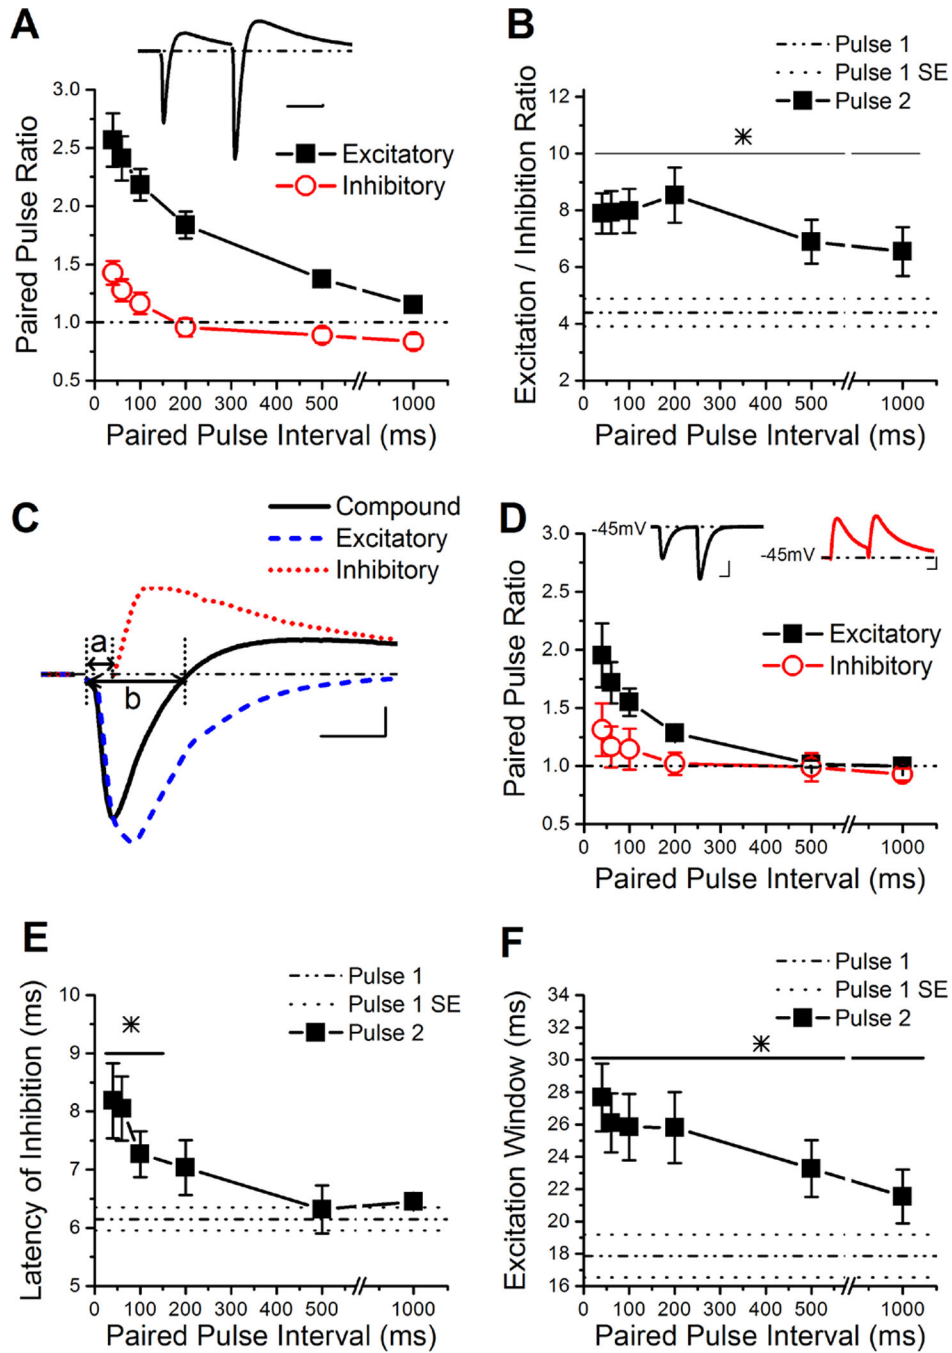 A
3.0
2.5
2.0
1.5
1.0
0.5
Paired Pulse Ratio
Excitatory
Inhibitory
0 100 200 300 400 500 1000
Paired Pulse Interval (ms)
B
Pulse 1
Pulse 1 SE
Pulse 2
12
10
8
6
4
2
Excitation / Inhibition Ratio
*
0 100 200 300 400 500 1000
Paired Pulse Interval (ms)
C
Compound
Excitatory
Inhibitory
a
b
D
3.0
2.5
2.0
1.5
1.0
0.5
Paired Pulse Ratio
-45mV
-45mV
Excitatory
Inhibitory
0 100 200 300 400 500 1000
Paired Pulse Interval (ms)
E
Pulse 1
Pulse 1 SE
Pulse 2
10
9
8
7
6
5
Latency of Inhibition (ms)
*
0 100 200 300 400 500 1000
Paired Pulse Interval (ms)
F
Pulse 1
Pulse 1 SE
Pulse 2
34
32
30
28
26
24
22
20
18
16
Excitation Window (ms)
*
0 100 200 300 400 500 1000
Paired Pulse Interval (ms)